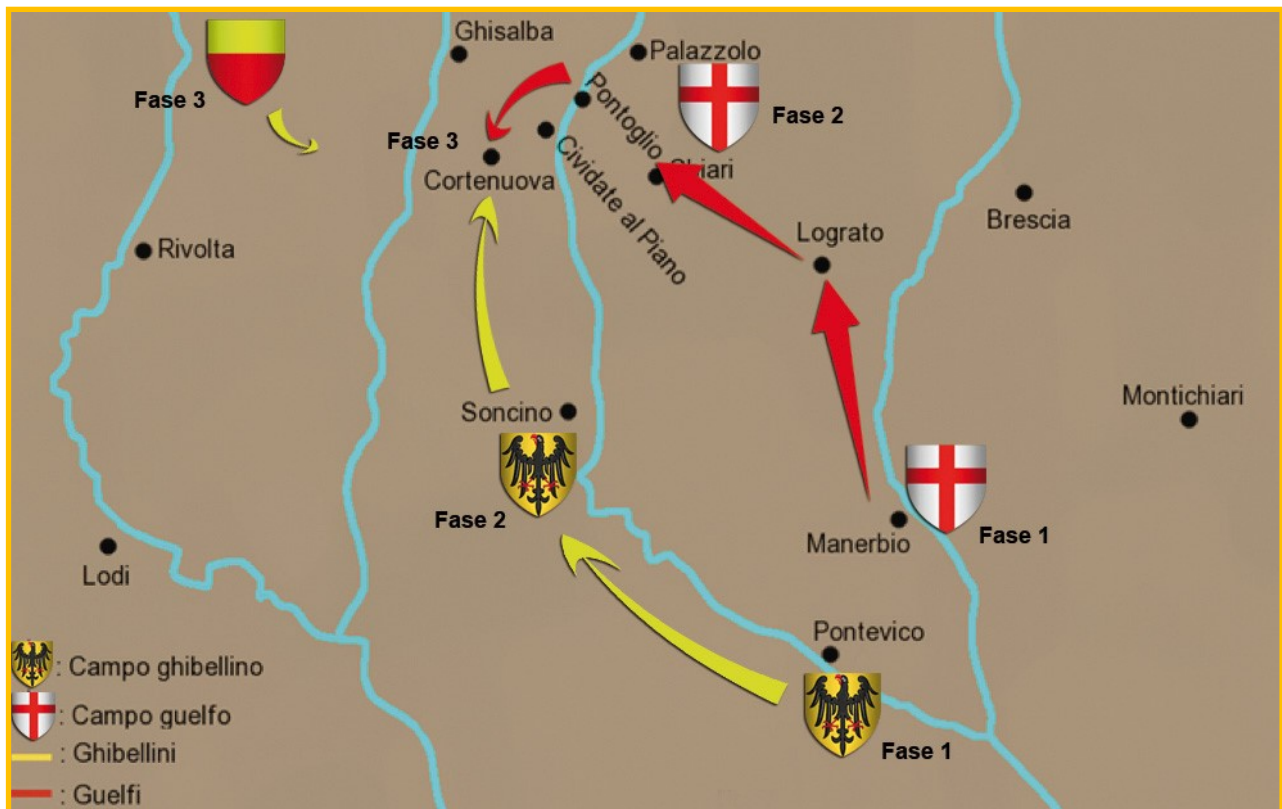 Ghisalba
Palazzolo
Fase 3
Pontoglio
Fase 2
Fase 3
Cividate al Piano
Chiari
Cortenuova
Brescia
Rivolta
Lograto
Montichiari
Soncino
Fase 2
Manerbio
Fase 1
Lodi
Pontevico
Fase 1
: Campo ghibellino
: Campo guelfo
: Ghibellini
: Guelfi